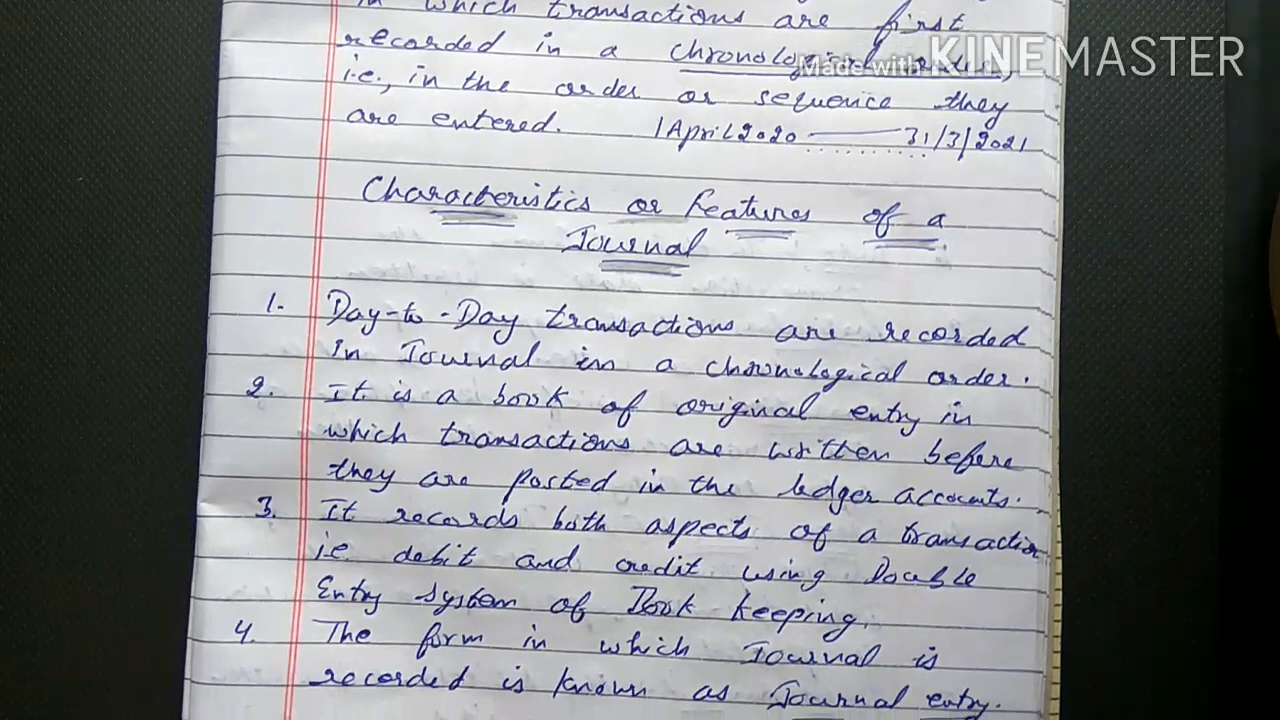 in which transactions are first
recorded in a chronological order,
Made with KINEMASTER
i.e., in the order or sequence they
are entered. 1 April 2020 — 31/3/2021
Characteristics or Features of a
Journal
1. Day-to-Day transactions are recorded
in Journal in a chronological order.
2. It is a book of original entry in
which transactions are written before
they are posted in the ledger accounts.
3. It records both aspects of a transaction
i.e. debit and credit using Double
Entry System of Book Keeping.
4. The form in which Journal is
recorded is known as Journal entry.